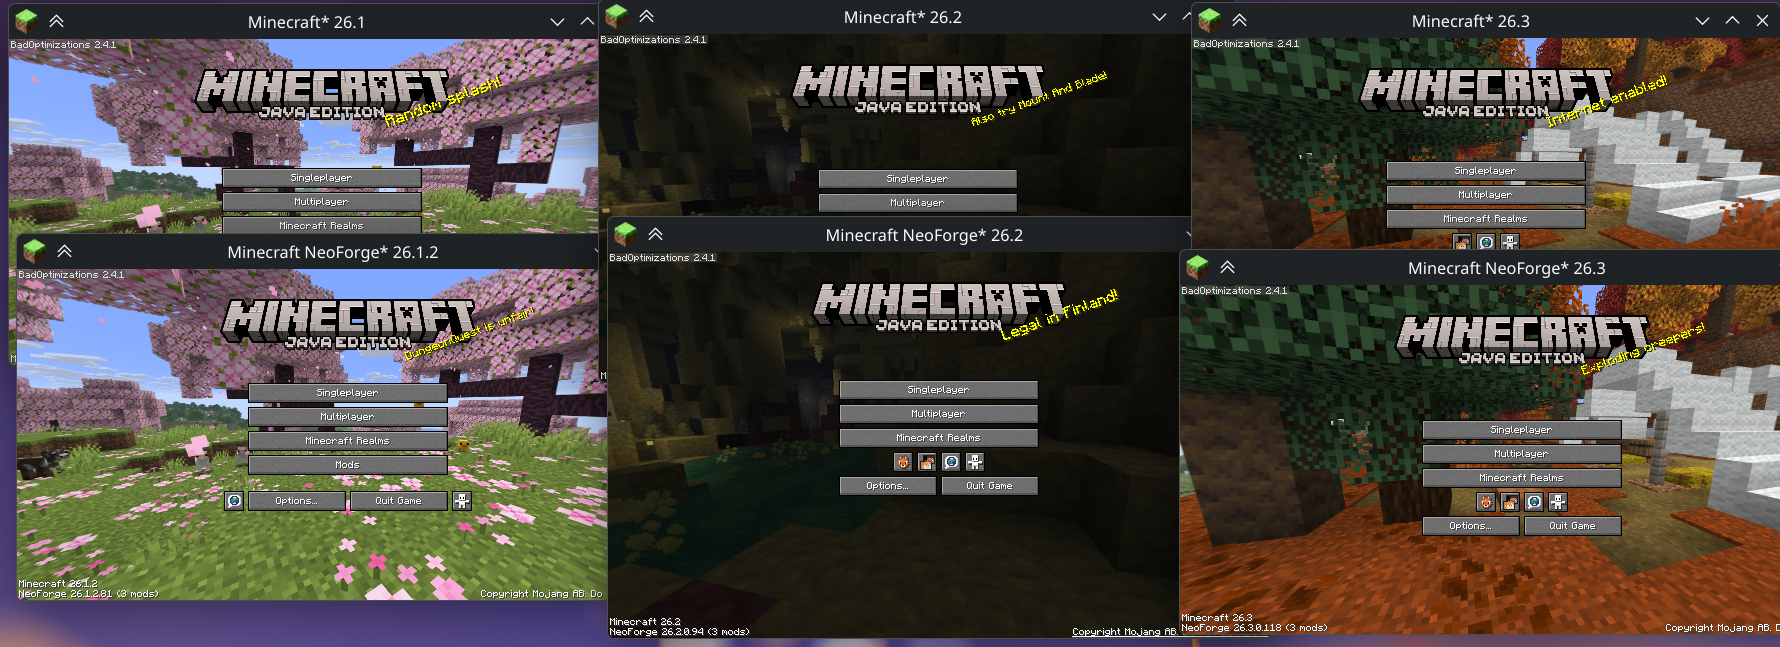 Minecraft* 26.1
BadOptimizations 2.4.1
MINECRAFT
JAVA EDITION
Random splash!
Singleplayer
Multiplayer
Minecraft Realms
Minecraft* 26.2
BadOptimizations 2.4.1
MINECRAFT
JAVA EDITION
Also try Mount And Blade!
Singleplayer
Multiplayer
Minecraft* 26.3
BadOptimizations 2.4.1
MINECRAFT
JAVA EDITION
Internet enabled!
Singleplayer
Multiplayer
Minecraft Realms
Minecraft NeoForge* 26.1.2
BadOptimizations 2.4.1
MINECRAFT
JAVA EDITION
DungeonQuest is unfair!
Singleplayer
Multiplayer
Minecraft Realms
Mods
Options...
Quit Game
Minecraft 26.1.2
NeoForge 26.1.2.81 (3 mods)
Copyright Mojang AB. Do
Minecraft NeoForge* 26.2
BadOptimizations 2.4.1
MINECRAFT
JAVA EDITION
Legal in Finland!
Singleplayer
Multiplayer
Minecraft Realms
Options...
Quit Game
Minecraft 26.2
NeoForge 26.2.0.94 (3 mods)
Copyright Mojang AB.
Minecraft NeoForge* 26.3
BadOptimizations 2.4.1
MINECRAFT
JAVA EDITION
Exploding creepers!
Singleplayer
Multiplayer
Minecraft Realms
Options...
Quit Game
Minecraft 26.3
NeoForge 26.3.0.118 (3 mods)
Copyright Mojang AB. D